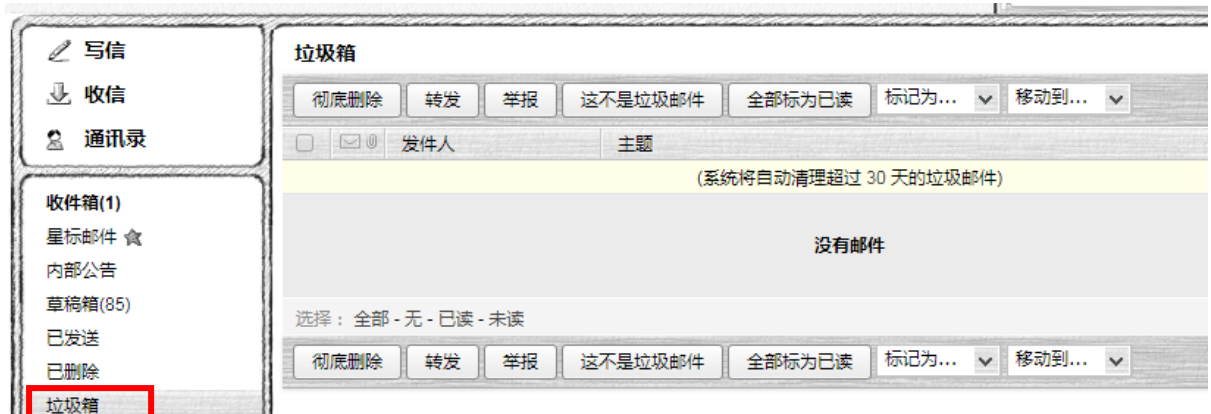 写信
收信
通讯录
收件箱(1)
星标邮件
内部公告
草稿箱(85)
已发送
已删除
垃圾箱
垃圾箱
彻底删除 转发 举报 这不是垃圾邮件 全部标为已读 标记为... 移动到...
发件人 主题
(系统将自动清理超过 30 天的垃圾邮件)
没有邮件
选择：全部 - 无 - 已读 - 未读
彻底删除 转发 举报 这不是垃圾邮件 全部标为已读 标记为... 移动到...